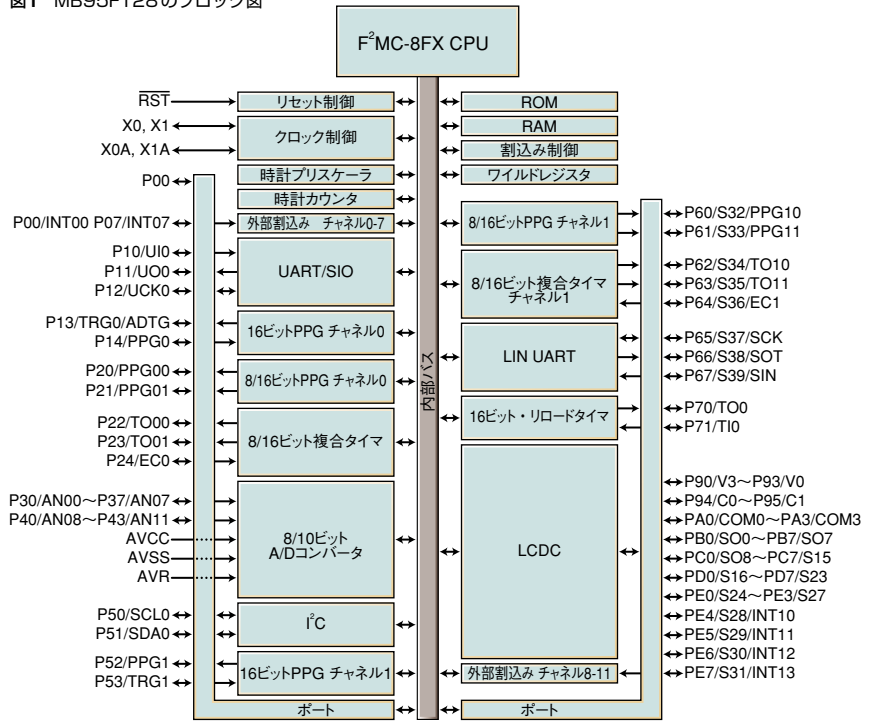 図1 MB95F128のブロック図
F²MC-8FX CPU
RST
X0, X1
X0A, X1A
P00
P00/INT00 P07/INT07
P10/UI0
P11/UO0
P12/UCK0
P13/TRG0/ADTG
P14/PPG0
P20/PPG00
P21/PPG01
P22/TO00
P23/TO01
P24/EC0
P30/AN00～P37/AN07
P40/AN08～P43/AN11
AVCC
AVSS
AVR
P50/SCL0
P51/SDA0
P52/PPG1
P53/TRG1
リセット制御
クロック制御
時計プリスケーラ
時計カウンタ
外部割込み チャネル0-7
UART/SIO
16ビットPPG チャネル0
8/16ビットPPG チャネル0
8/16ビット複合タイマ
8/10ビット
A/Dコンバータ
I²C
16ビットPPG チャネル1
ポート
内部バス
ROM
RAM
割込み制御
ワイルドレジスタ
8/16ビットPPG チャネル1
8/16ビット複合タイマ
チャネル1
LIN UART
16ビット・リロードタイマ
LCDC
外部割込み チャネル8-11
ポート
P60/S32/PPG10
P61/S33/PPG11
P62/S34/TO10
P63/S35/TO11
P64/S36/EC1
P65/S37/SCK
P66/S38/SOT
P67/S39/SIN
P70/TO0
P71/TI0
P90/V3～P93/V0
P94/C0～P95/C1
PA0/COM0～PA3/COM3
PB0/SO0～PB7/SO7
PC0/SO8～PC7/S15
PD0/S16～PD7/S23
PE0/S24～PE3/S27
PE4/S28/INT10
PE5/S29/INT11
PE6/S30/INT12
PE7/S31/INT13